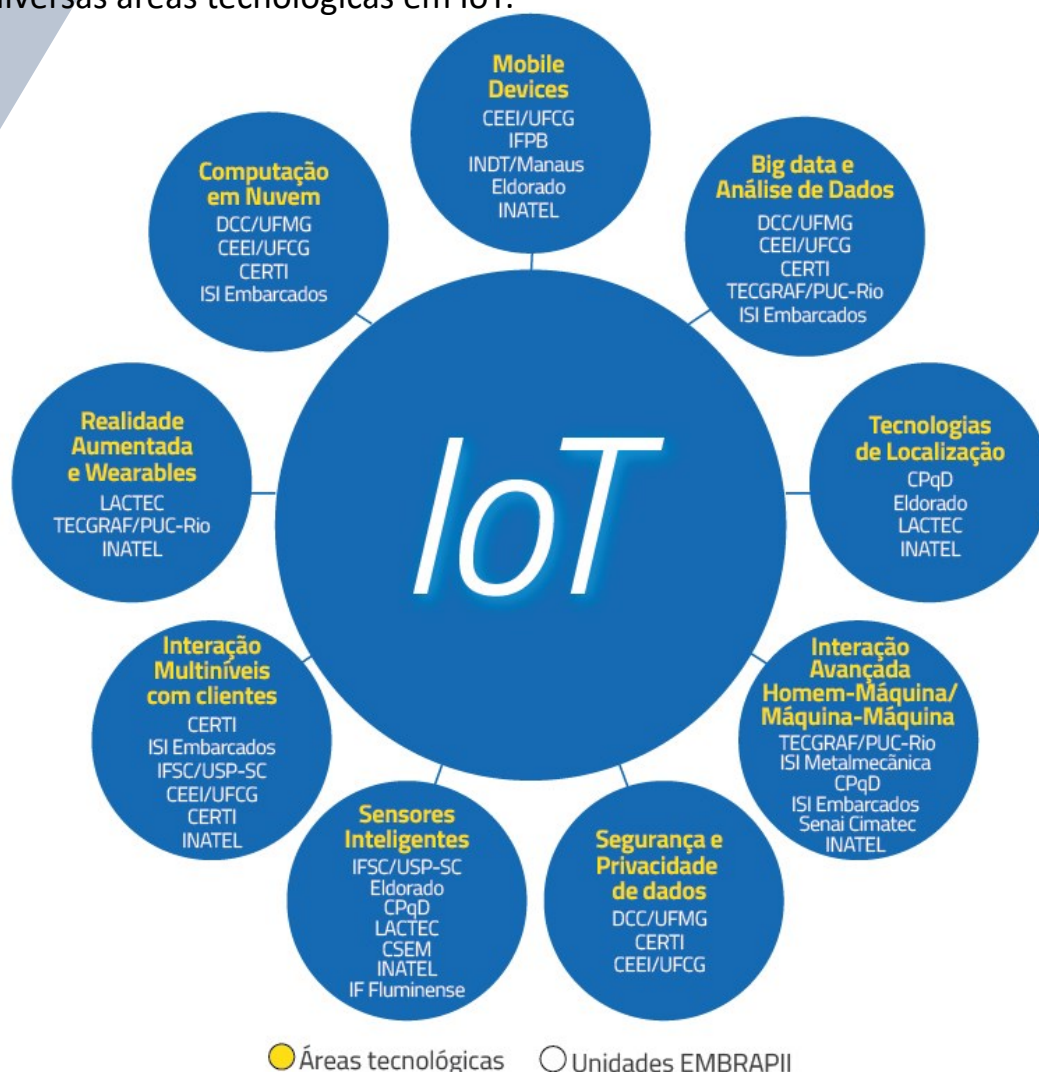 diversas áreas tecnológicas em IoT.
Mobile
Devices
CEEI/UFCG
IFPB
INDT/Manaus
Eldorado
INATEL
Computação
em Nuvem
DCC/UFMG
CEEI/UFCG
CERTI
ISI Embarcados
Big data e
Análise de Dados
DCC/UFMG
CEEI/UFCG
CERTI
TECGRAF/PUC-Rio
ISI Embarcados
Realidade
Aumentada
e Wearables
LACTEC
TECGRAF/PUC-Rio
INATEL
IoT
Tecnologias
de Localização
CPqD
Eldorado
LACTEC
INATEL
Interação
Multiníveis
com clientes
CERTI
ISI Embarcados
IFSC/USP-SC
CEEI/UFCG
CERTI
INATEL
Interação
Avançada
Homem-Máquina/
Máquina-Máquina
TECGRAF/PUC-Rio
ISI Metalmecânica
CPqD
ISI Embarcados
Senai Cimatec
INATEL
Sensores
Inteligentes
IFSC/USP-SC
Eldorado
CPqD
LACTEC
CSEM
INATEL
IF Fluminense
Segurança e
Privacidade
de dados
DCC/UFMG
CERTI
CEEI/UFCG
Áreas tecnológicas
Unidades EMBRAPII